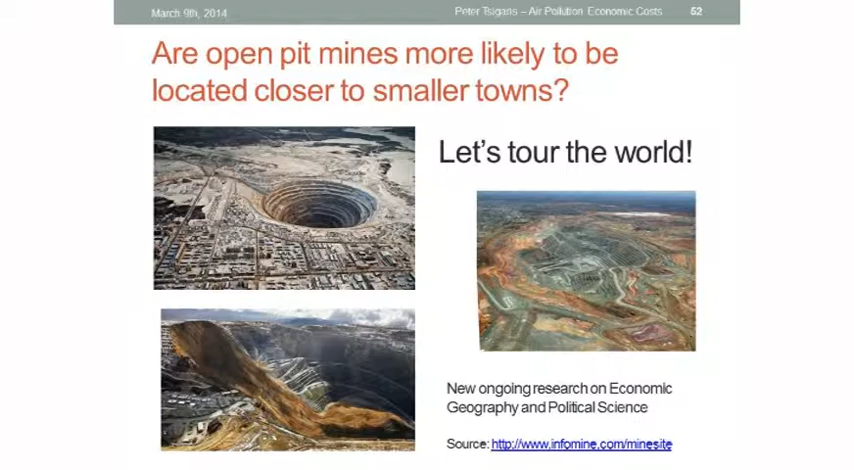 March 9th, 2014
Peter Tsigaris – Air Pollution Economic Costs 52
Are open pit mines more likely to be
located closer to smaller towns?
Let's tour the world!
New ongoing research on Economic
Geography and Political Science
Source: http://www.infomine.com/minesite